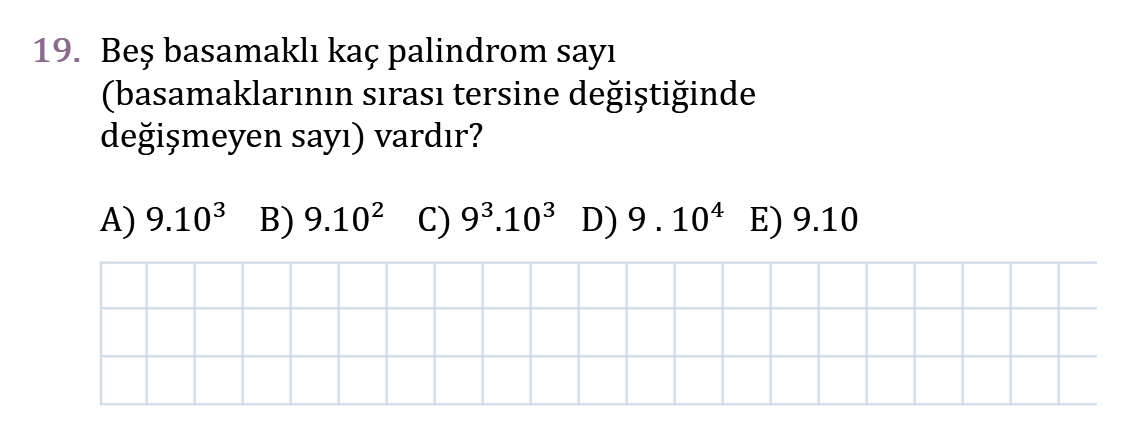 19. Beş basamaklı kaç palindrom sayı
(basamaklarının sırası tersine değiştiğinde
değişmeyen sayı) vardır?
A) 9.10³ B) 9.10² C) 9³.10³ D) 9 . 10⁴ E) 9.10